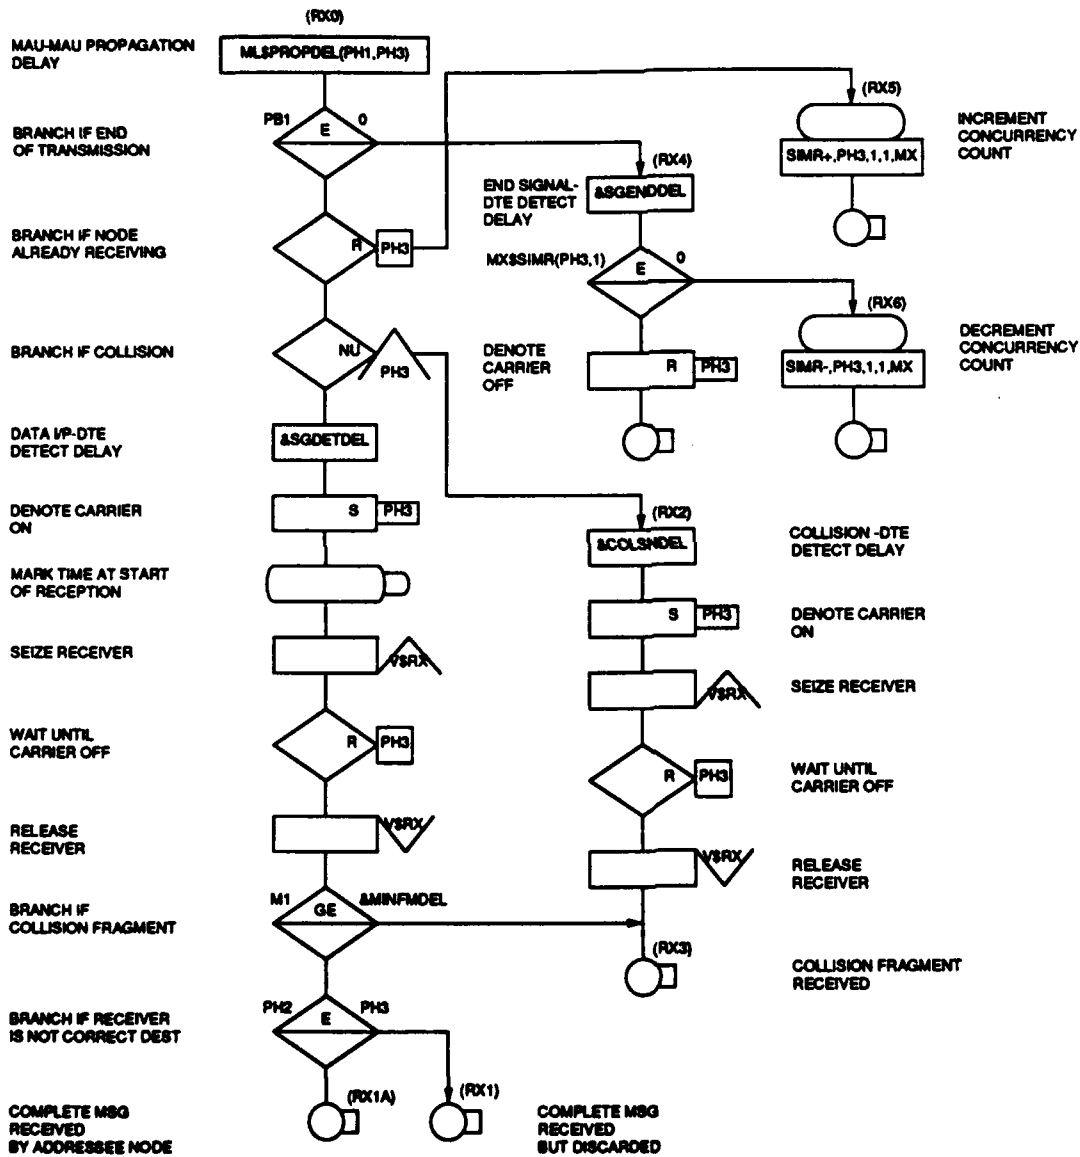 (RX0)
MAU-MAU PROPAGATION
DELAY
ML$PROPDEL(PH1,PH3)
(RX5)
INCREMENT
CONCURRENCY
COUNT
SIMR+,PH3,1,1,MX
BRANCH IF END
OF TRANSMISSION
PB1
E
0
(RX4)
END SIGNAL-
DTE DETECT
DELAY
&SGENDDEL
BRANCH IF NODE
ALREADY RECEIVING
R
PH3
MX$SIMR(PH3,1)
E
0
(RX6)
DECREMENT
CONCURRENCY
COUNT
SIMR-,PH3,1,1,MX
BRANCH IF COLLISION
NU
PH3
DENOTE
CARRIER
OFF
R
PH3
DATA I/P-DTE
DETECT DELAY
&SGDETDEL
DENOTE CARRIER
ON
S
PH3
(RX2)
&COLSNDEL
COLLISION -DTE
DETECT DELAY
MARK TIME AT START
OF RECEPTION
S
PH3
DENOTE CARRIER
ON
SEIZE RECEIVER
V$RX
V$RX
SEIZE RECEIVER
WAIT UNTIL
CARRIER OFF
R
PH3
R
PH3
WAIT UNTIL
CARRIER OFF
RELEASE
RECEIVER
V$RX
V$RX
RELEASE
RECEIVER
BRANCH IF
COLLISION FRAGMENT
M1
GE
&MINFMDEL
(RX3)
COLLISION FRAGMENT
RECEIVED
BRANCH IF RECEIVER
IS NOT CORRECT DEST
PH2
E
PH3
(RX1A)
(RX1)
COMPLETE MSG
RECEIVED
BY ADDRESSEE NODE
COMPLETE MSG
RECEIVED
BUT DISCARDED